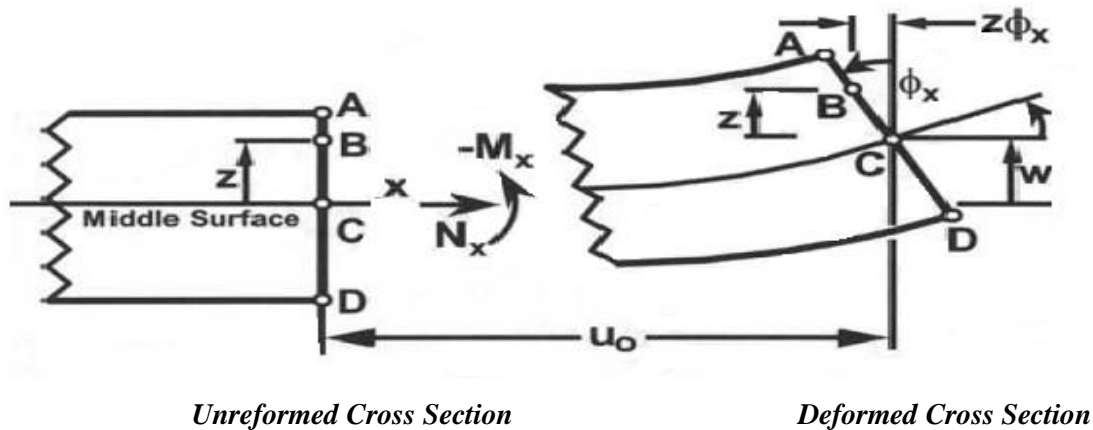 A
B
z
x
Middle Surface
C
D
-Mₓ
Nₓ
A
zϕₓ
B
ϕₓ
z
C
w
D
uₒ
Unreformed Cross Section
Deformed Cross Section